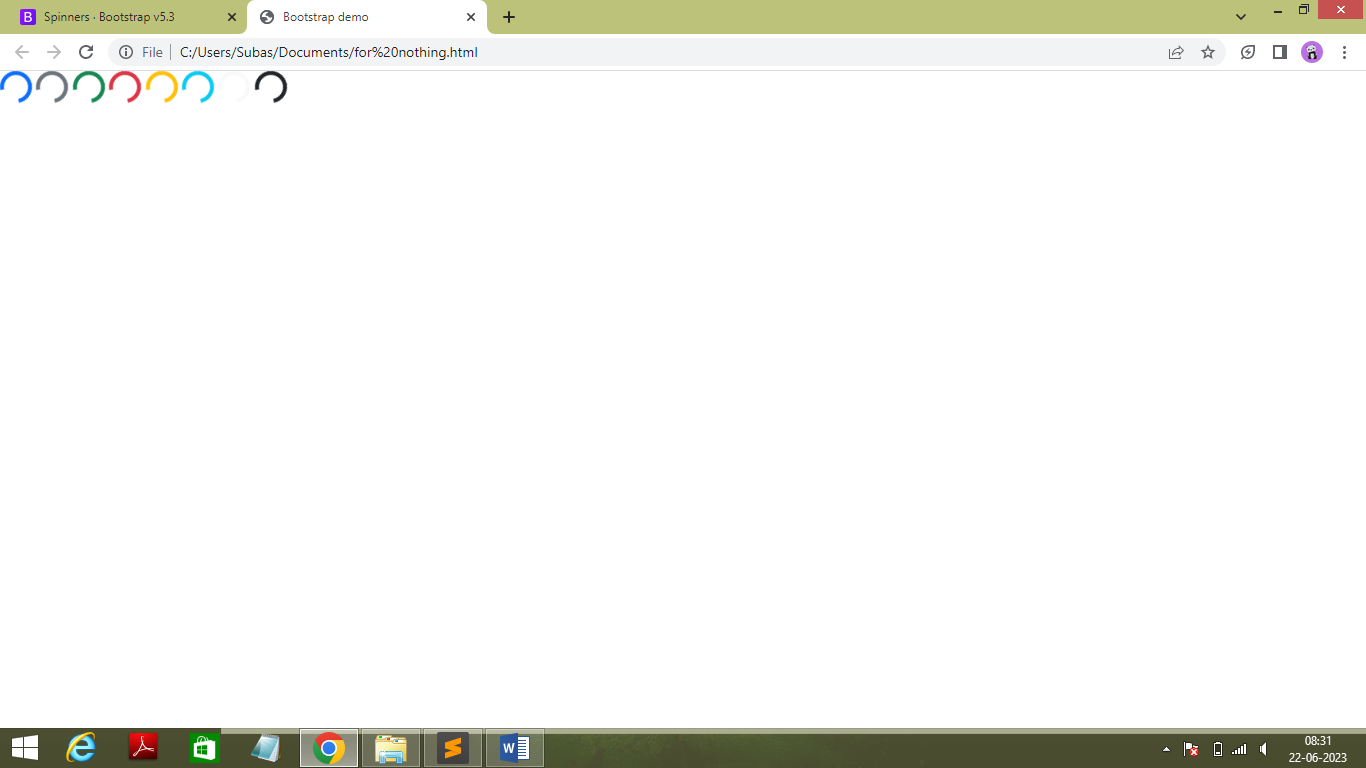 B Spinners · Bootstrap v5.3
Bootstrap demo
File
C:/Users/Subas/Documents/for%20nothing.html
08:31
22-06-2023